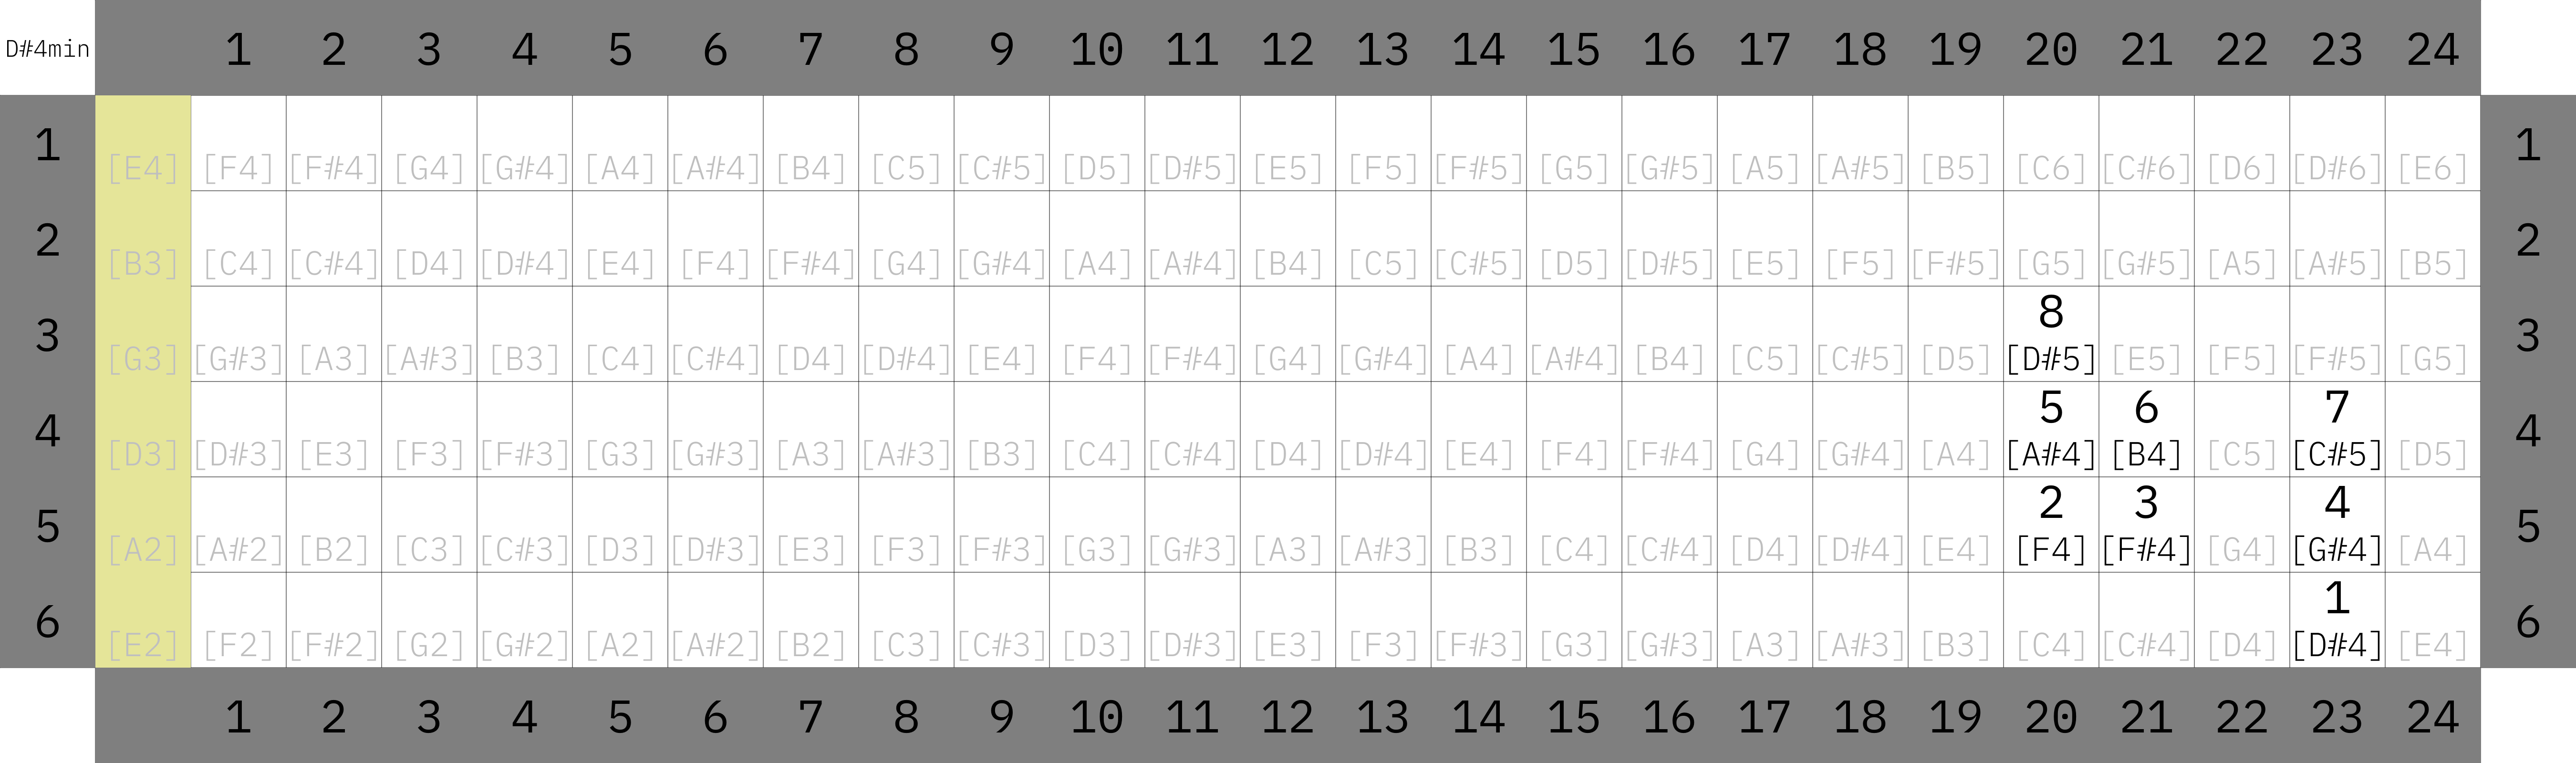 D#4min 1 2 3 4 5 6 7 8 9 10 11 12 13 14 15 16 17 18 19 20 21 22 23 24
1 [E4] [F4] [F#4] [G4] [G#4] [A4] [A#4] [B4] [C5] [C#5] [D5] [D#5] [E5] [F5] [F#5] [G5] [G#5] [A5] [A#5] [B5] [C6] [C#6] [D6] [D#6] [E6] 1
2 [B3] [C4] [C#4] [D4] [D#4] [E4] [F4] [F#4] [G4] [G#4] [A4] [A#4] [B4] [C5] [C#5] [D5] [D#5] [E5] [F5] [F#5] [G5] [G#5] [A5] [A#5] [B5] 2
8
3 [G3] [G#3] [A3] [A#3] [B3] [C4] [C#4] [D4] [D#4] [E4] [F4] [F#4] [G4] [G#4] [A4] [A#4] [B4] [C5] [C#5] [D5] [D#5] [E5] [F5] [F#5] [G5] 3
5 6 7
4 [D3] [D#3] [E3] [F3] [F#3] [G3] [G#3] [A3] [A#3] [B3] [C4] [C#4] [D4] [D#4] [E4] [F4] [F#4] [G4] [G#4] [A4] [A#4] [B4] [C5] [C#5] [D5] 4
2 3 4
5 [A2] [A#2] [B2] [C3] [C#3] [D3] [D#3] [E3] [F3] [F#3] [G3] [G#3] [A3] [A#3] [B3] [C4] [C#4] [D4] [D#4] [E4] [F4] [F#4] [G4] [G#4] [A4] 5
1
6 [E2] [F2] [F#2] [G2] [G#2] [A2] [A#2] [B2] [C3] [C#3] [D3] [D#3] [E3] [F3] [F#3] [G3] [G#3] [A3] [A#3] [B3] [C4] [C#4] [D4] [D#4] [E4] 6
1 2 3 4 5 6 7 8 9 10 11 12 13 14 15 16 17 18 19 20 21 22 23 24